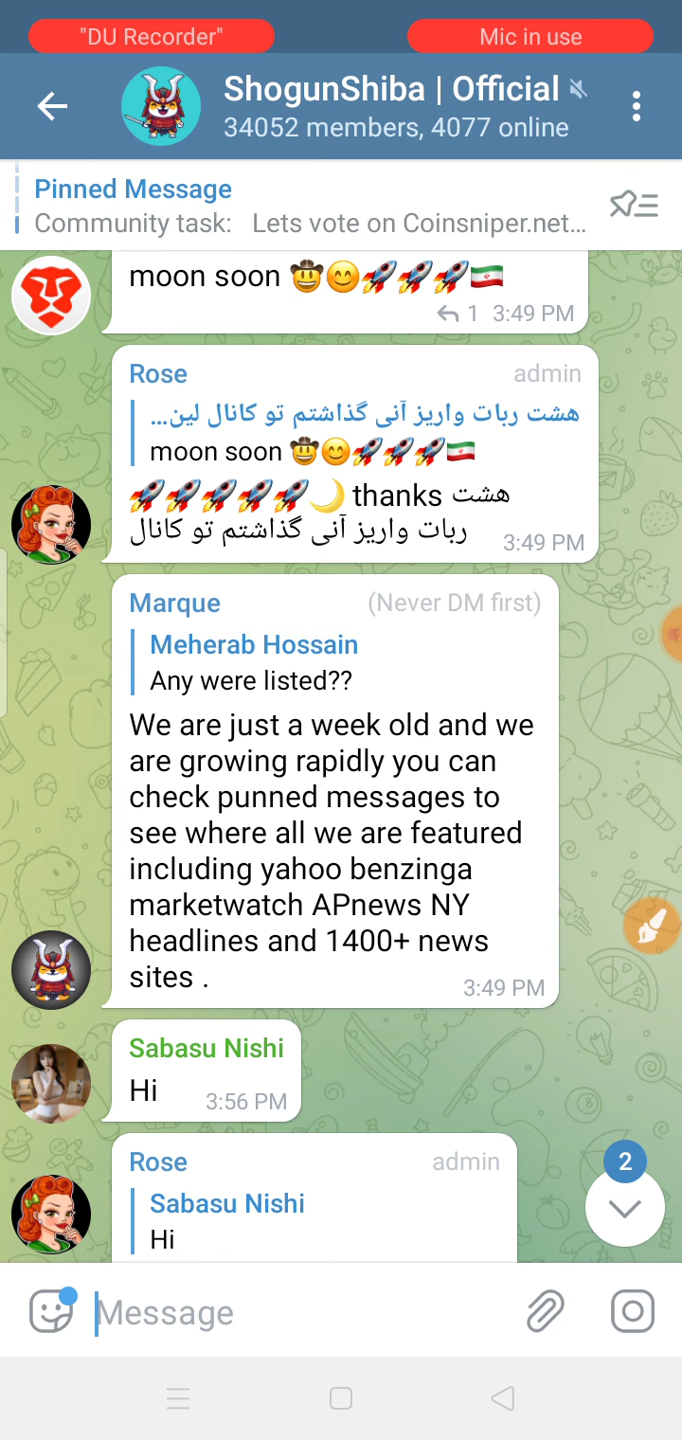 "DU Recorder"
Mic in use
ShogunShiba | Official
34052 members, 4077 online
Pinned Message
Community task: Lets vote on Coinsniper.net...
moon soon 🤠😊🚀🚀🚀🇮🇷
1 3:49 PM
Rose admin
هشت ربات واریز آنی گذاشتم تو کانال لین...
moon soon 🤠😊🚀🚀🚀🇮🇷
🚀🚀🚀🚀🚀🌙 thanks هشت
ربات واریز آنی گذاشتم تو کانال
3:49 PM
Marque (Never DM first)
Meherab Hossain
Any were listed??
We are just a week old and we
are growing rapidly you can
check punned messages to
see where all we are featured
including yahoo benzinga
marketwatch APnews NY
headlines and 1400+ news
sites .
3:49 PM
Sabasu Nishi
Hi 3:56 PM
Rose admin
Sabasu Nishi
Hi
2
Message